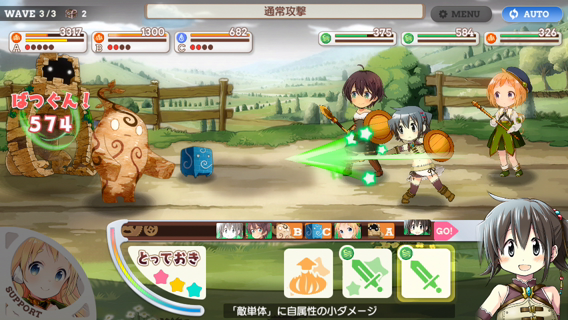 WAVE 3/3 2
通常攻撃
MENU
AUTO
3317 1300 682 375 584 326
A B C
ばつぐん!
574
B C A GO!
とっておき
SUPPORT
「敵単体」に自属性の小ダメージ